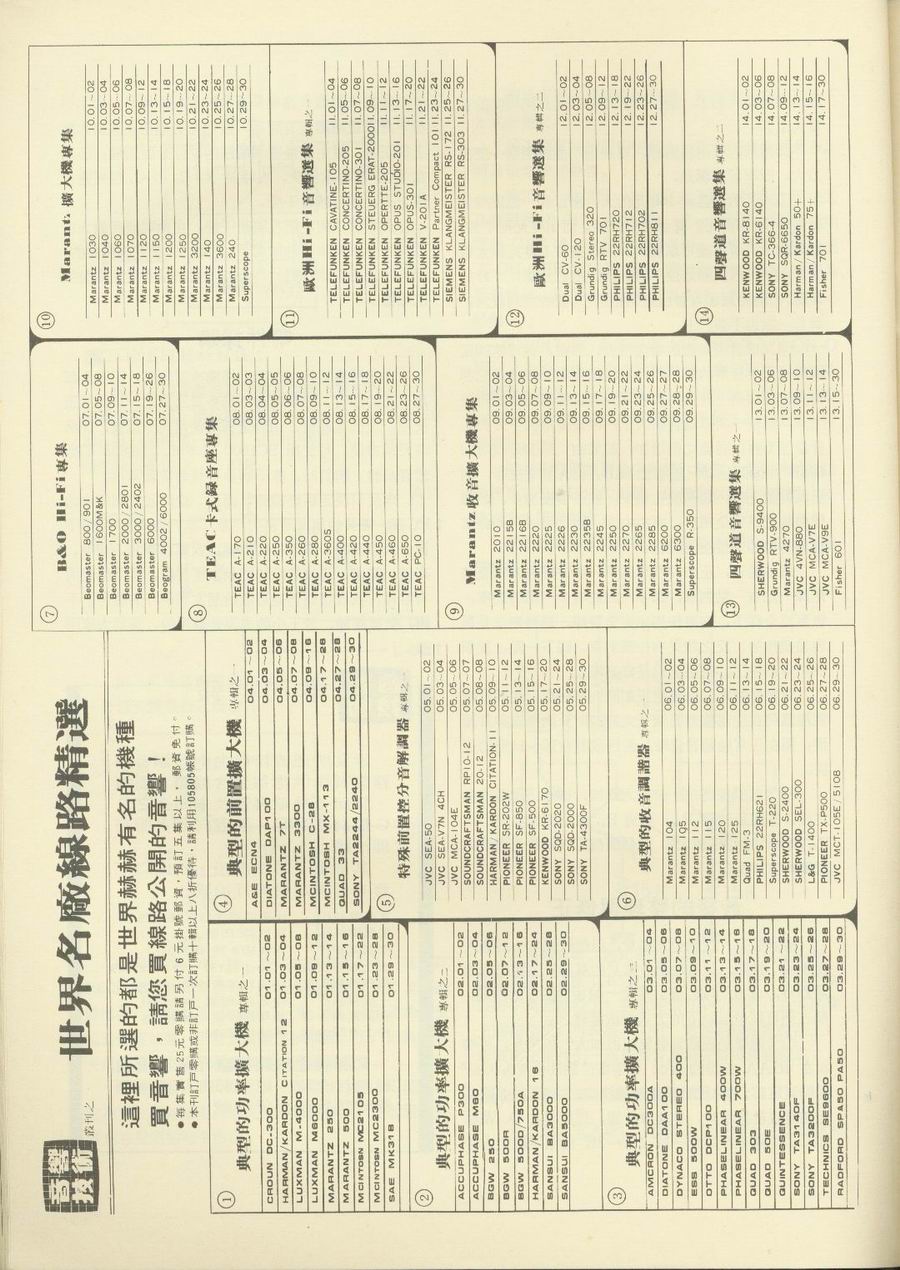 音響技術
叢刊之
世界名廠線路精選
這裡所選的都是世界赫赫有名的機種
買音響,請您買線路公開的音響!
●每集實售25元零購請另付6元掛號郵資,預訂五集以上,郵資免付。
●本刊訂戶零購或非訂戶一次訂購十輯以上八折優待,請利用105805帳號訂購。
① 典型的功率擴大機 專輯之一
CROUN DC-300 01.01~02
HARMAN/KARDON CITATION 12 01.03~04
LUXMAN M-4000 01.05~08
LUXMAN M6000 01.09~12
MARANTZ 250 01.13~14
MARANTZ 500 01.15~16
MCINTOSH MC2105 01.17~22
MCINTOSH MC2300 01.23~28
SAE MK31B 01.29~30
② 典型的功率擴大機 專輯之二
ACCUPHASE P300 02.01~02
ACCUPHASE M60 02.03~04
BGW 250 02.05~06
BGW 500R 02.07~12
BGW 500D/750A 02.13~16
HARMAN/KARDON 16 02.17~24
SANSUI BA3000 02.25~28
SANSUI BA5000 02.29~30
③ 典型的功率擴大機 專輯之三
AMCRON DC300A 03.01~04
DIATONE DA-A100 03.05~06
DYNACO STEREO 400 03.07~08
ESS 500W 03.09~10
OTTO DCP100 03.11~12
PHASELINEAR 400W 03.13~14
PHASELINEAR 700W 03.15~16
QUAD 303 03.17~18
QUAD 50E 03.19~20
QUINTESSENCE 03.21~22
SONY TA3140F 03.23~24
SONY TA3200F 03.25~26
TECHNICS SE9600 03.27~28
RADFORD SPA50 PA50 03.29~30
④ 典型的前置擴大機 專輯之一
A&E ECN4 04.01~02
DIATONE DAP100 04.03~04
MARANTZ 7T 04.05~06
MARANTZ 3300 04.07~08
MCINTOSH C-28 04.09~16
MCINTOSH MX-113 04.17~26
QUAD 33 04.27~28
SONY TA2244/2240 04.29~30
⑤ 特殊前置控分音解調器 專輯之一
JVC SEA-50 05.01~02
JVC SEA-V7N 4CH 05.03~04
JVC MCA-104E 05.05~06
SOUNDCRAFTSMAN RP10-12 05.07~07
SOUNDCRAFTSMAN 20-12 05.08~08
HARMAN KARDON CITATION-11 05.09~10
PIONEER SR-202W 05.11~12
PIONEER SF-850 05.13~14
PIONEER SF-500 05.15~16
KENWOOD KR-6170 05.17~20
SONY SQD-2020 05.21~24
SONY SQD-2000 05.25~28
SONY TA-4300F 05.29~30
⑥ 典型的收音調諧器 專輯之一
Marantz 104 06.01~02
Marantz 105 06.03~04
Marantz 112 06.05~06
Marantz 115 06.07~08
Marantz 120 06.09~10
Marantz 125 06.11~12
Quad FM-3 06.13~14
PHILIPS 22RH621 06.15~18
Superscope T-220 06.19~20
SHERWOOD S-2400 06.21~22
SHERWOOD SEL-300 06.23~24
L&G T-1400 06.25~26
PIONEER TX-P500 06.27~28
JVC MCT-105E/5108 06.29~30
⑦ B&O Hi-Fi 專集
Beomaster 800/901 07.01~04
Beomaster 1600M&K 07.05~08
Beomaster 1700 07.09~10
Beomaster 2000/2801 07.11~14
Beomaster 3000/2402 07.15~18
Beomaster 6000 07.19~26
Beogram 4002/6000 07.27~30
⑧ TEAC卡式録音座專集
TEAC A-170 08.01~02
TEAC A-210 08.03~03
TEAC A-220 08.04~04
TEAC A-250 08.05~05
TEAC A-350 08.06~06
TEAC A-260 08.07~08
TEAC A-280 08.09~10
TEAC A-360S 08.11~12
TEAC A-400 08.13~14
TEAC A-420 08.15~16
TEAC A-440 08.17~18
TEAC A-450 08.19~20
TEAC A-460 08.21~22
TEAC A-650 08.23~26
TEAC PC-10 08.27~30
⑨ Marantz收音擴大機專集
Marantz 2010 09.01~02
Marantz 2215B 09.03~04
Marantz 2216B 09.05~06
Marantz 2220 09.07~08
Marantz 2225 09.09~10
Marantz 2226 09.11~12
Marantz 2230 09.13~14
Marantz 2235B 09.15~16
Marantz 2245 09.17~18
Marantz 2250 09.19~20
Marantz 2270 09.21~22
Marantz 2265 09.23~24
Marantz 2285 09.25~26
Marantz 6200 09.27~27
Marantz 6300 09.28~28
Superscope R-350 09.29~30
⑩ Marantz 擴大機專集
Marantz 1030 10.01~02
Marantz 1040 10.03~04
Marantz 1060 10.05~06
Marantz 1070 10.07~08
Marantz 1120 10.09~12
Marantz 1150 10.13~14
Marantz 1200 10.15~18
Marantz 1250 10.19~20
Marantz 3200 10.21~22
Marantz 140 10.23~24
Marantz 3600 10.25~26
Marantz 240 10.27~28
Superscope 10.29~30
⑪ 歐洲Hi-Fi音響選集 專輯之一
TELEFUNKEN CAVATINE-105 11.01~04
TELEFUNKEN CONCERTINO-205 11.05~06
TELEFUNKEN CONCERTINO-301 11.07~08
TELEFUNKEN STEUERG ERAT-2000 11.09~10
TELEFUNKEN OPERTTE-205 11.11~12
TELEFUNKEN OPUS STUDIO-201 11.13~16
TELEFUNKEN OPUS-301 11.17~20
TELEFUNKEN V-201A 11.21~22
TELEFUNKEN Partner Compact 101 11.23~24
SIEMENS KLANGMEISTER RS-172 11.25~26
SIEMENS KLANGMEISTER RS-303 11.27~30
⑫ 歐洲Hi-Fi音響選集 專輯之二
Dual CV-60 12.01~02
Dual CV-120 12.03~04
Grundig Stereo 320 12.05~08
Grundig RTV 701 12.09~12
PHILIPS 22RH720 12.13~18
PHILIPS 22RH712 12.19~22
PHILIPS 22RH702 12.23~26
PHILIPS 22RH811 12.27~30
⑬ 四聲道音響選集 專輯之一
SHERWOOD S-9400 13.01~02
Grundig RTV-900 13.03~06
Marantz 4270 13.07~08
JVC 4VN-880 13.09~10
JVC MCA-V7E 13.11~12
JVC MCA-V9E 13.13~14
Fisher 601 13.15~30
⑭ 四聲道音響選集 專輯之二
KENWOOD KR-8140 14.01~02
KENWOOD KR-6140 14.03~06
SONY TC-366-4 14.07~08
SONY SQR-6650 14.09~12
Harman/Kardon 50+ 14.13~14
Harman/Kardon 75+ 14.15~16
Fisher 701 14.17~30